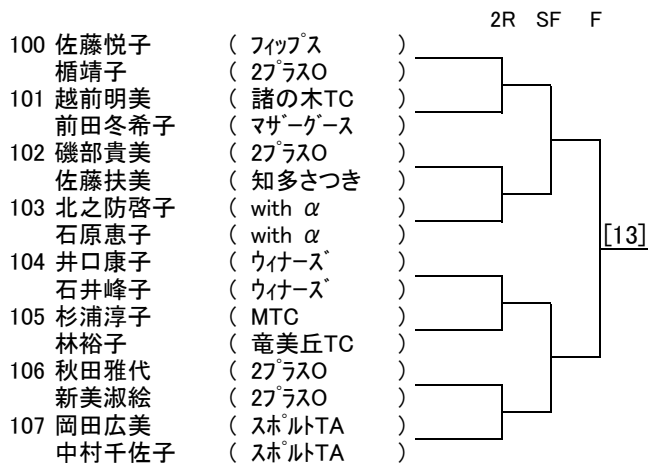 2R SF F
100 佐藤悦子 ( フィップス )
楯靖子 ( 2プラスO )
101 越前明美 ( 諸の木TC )
前田冬希子 ( マザーグース )
102 磯部貴美 ( 2プラスO )
佐藤扶美 ( 知多さつき )
103 北之防啓子 ( with α )
石原恵子 ( with α )
[13]
104 井口康子 ( ウィナーズ )
石井峰子 ( ウィナーズ )
105 杉浦淳子 ( MTC )
林裕子 ( 竜美丘TC )
106 秋田雅代 ( 2プラスO )
新美淑絵 ( 2プラスO )
107 岡田広美 ( スポルトTA )
中村千佐子 ( スポルトTA )